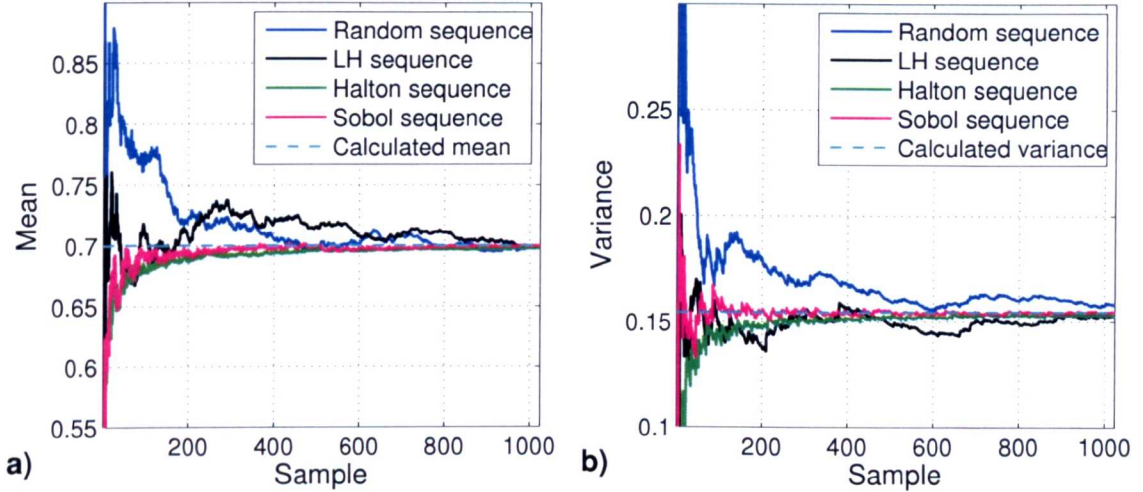 Random sequence
LH sequence
Halton sequence
Sobol sequence
Calculated mean
0.85
0.8
0.75
0.7
0.65
0.6
0.55
Mean
200 400 600 800 1000
Sample
a)
Random sequence
LH sequence
Halton sequence
Sobol sequence
Calculated variance
0.25
0.2
0.15
0.1
Variance
200 400 600 800 1000
Sample
b)